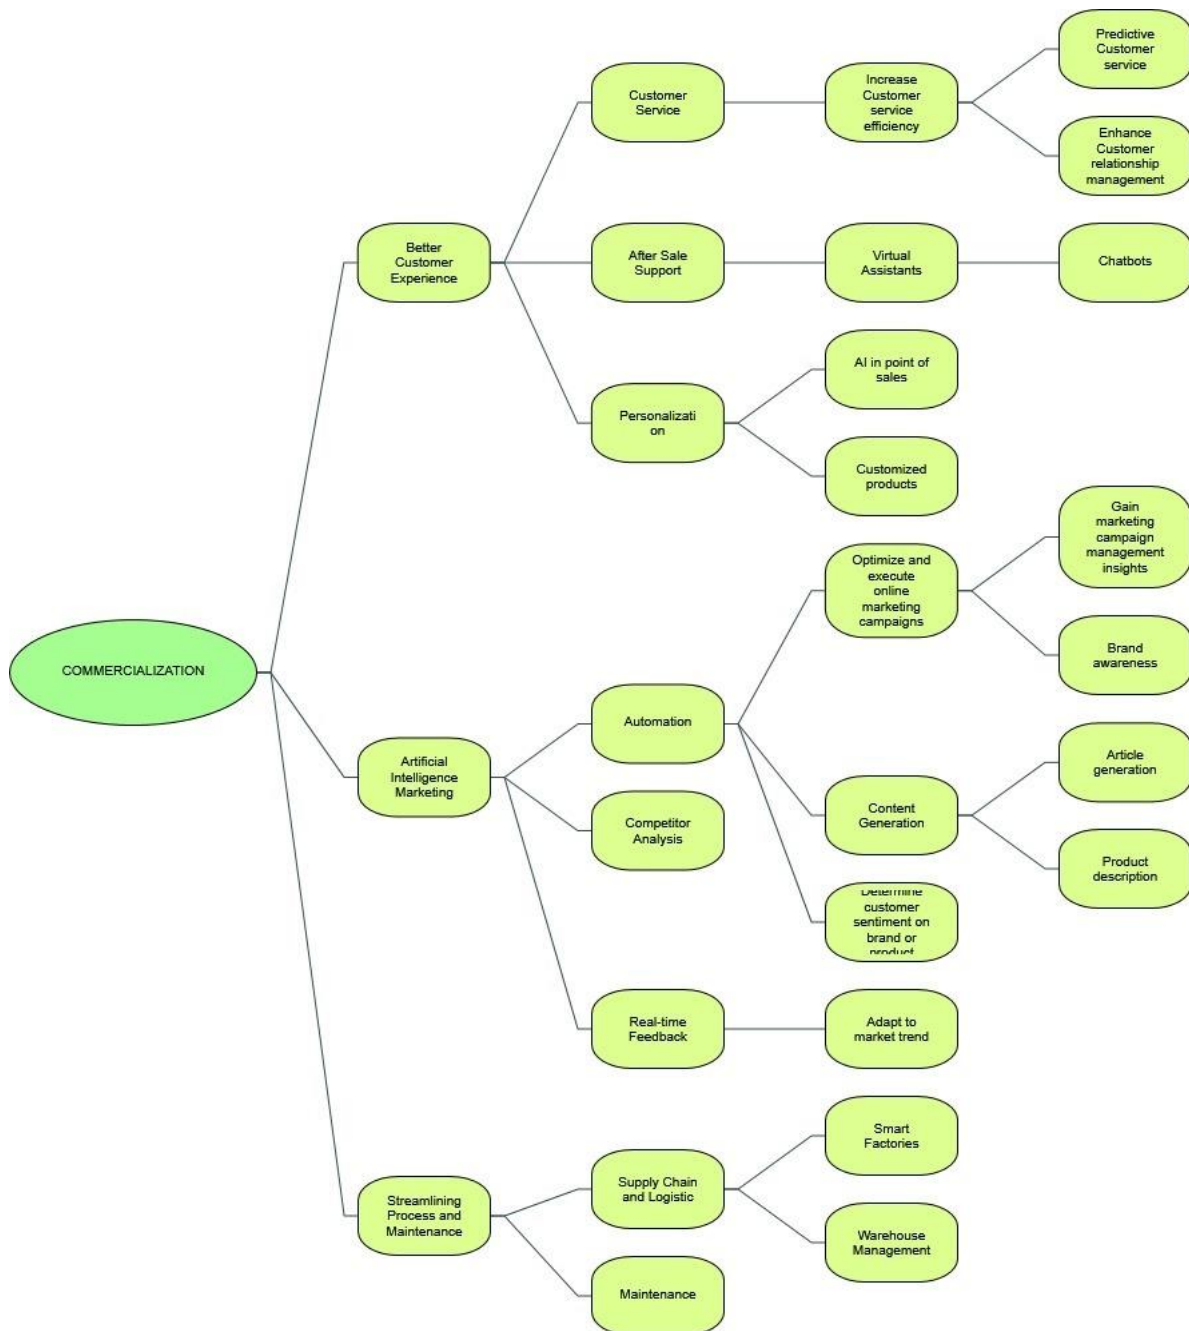 Predictive
Customer
service
Customer
Service
Increase
Customer
service
efficiency
Enhance
Customer
relationship
management
Better
Customer
Experience
After Sale
Support
Virtual
Assistants
Chatbots
AI in point of
sales
Personalizati
on
Customized
products
Gain
marketing
campaign
management
insights
Optimize and
execute
online
marketing
campaigns
Brand
awareness
COMMERCIALIZATION
Automation
Article
generation
Artificial
Intelligence
Marketing
Content
Generation
Competitor
Analysis
Product
description
Determine
customer
sentiment on
brand or
product
Real-time
Feedback
Adapt to
market trend
Smart
Factories
Supply Chain
and Logistic
Streamlining
Process and
Maintenance
Warehouse
Management
Maintenance